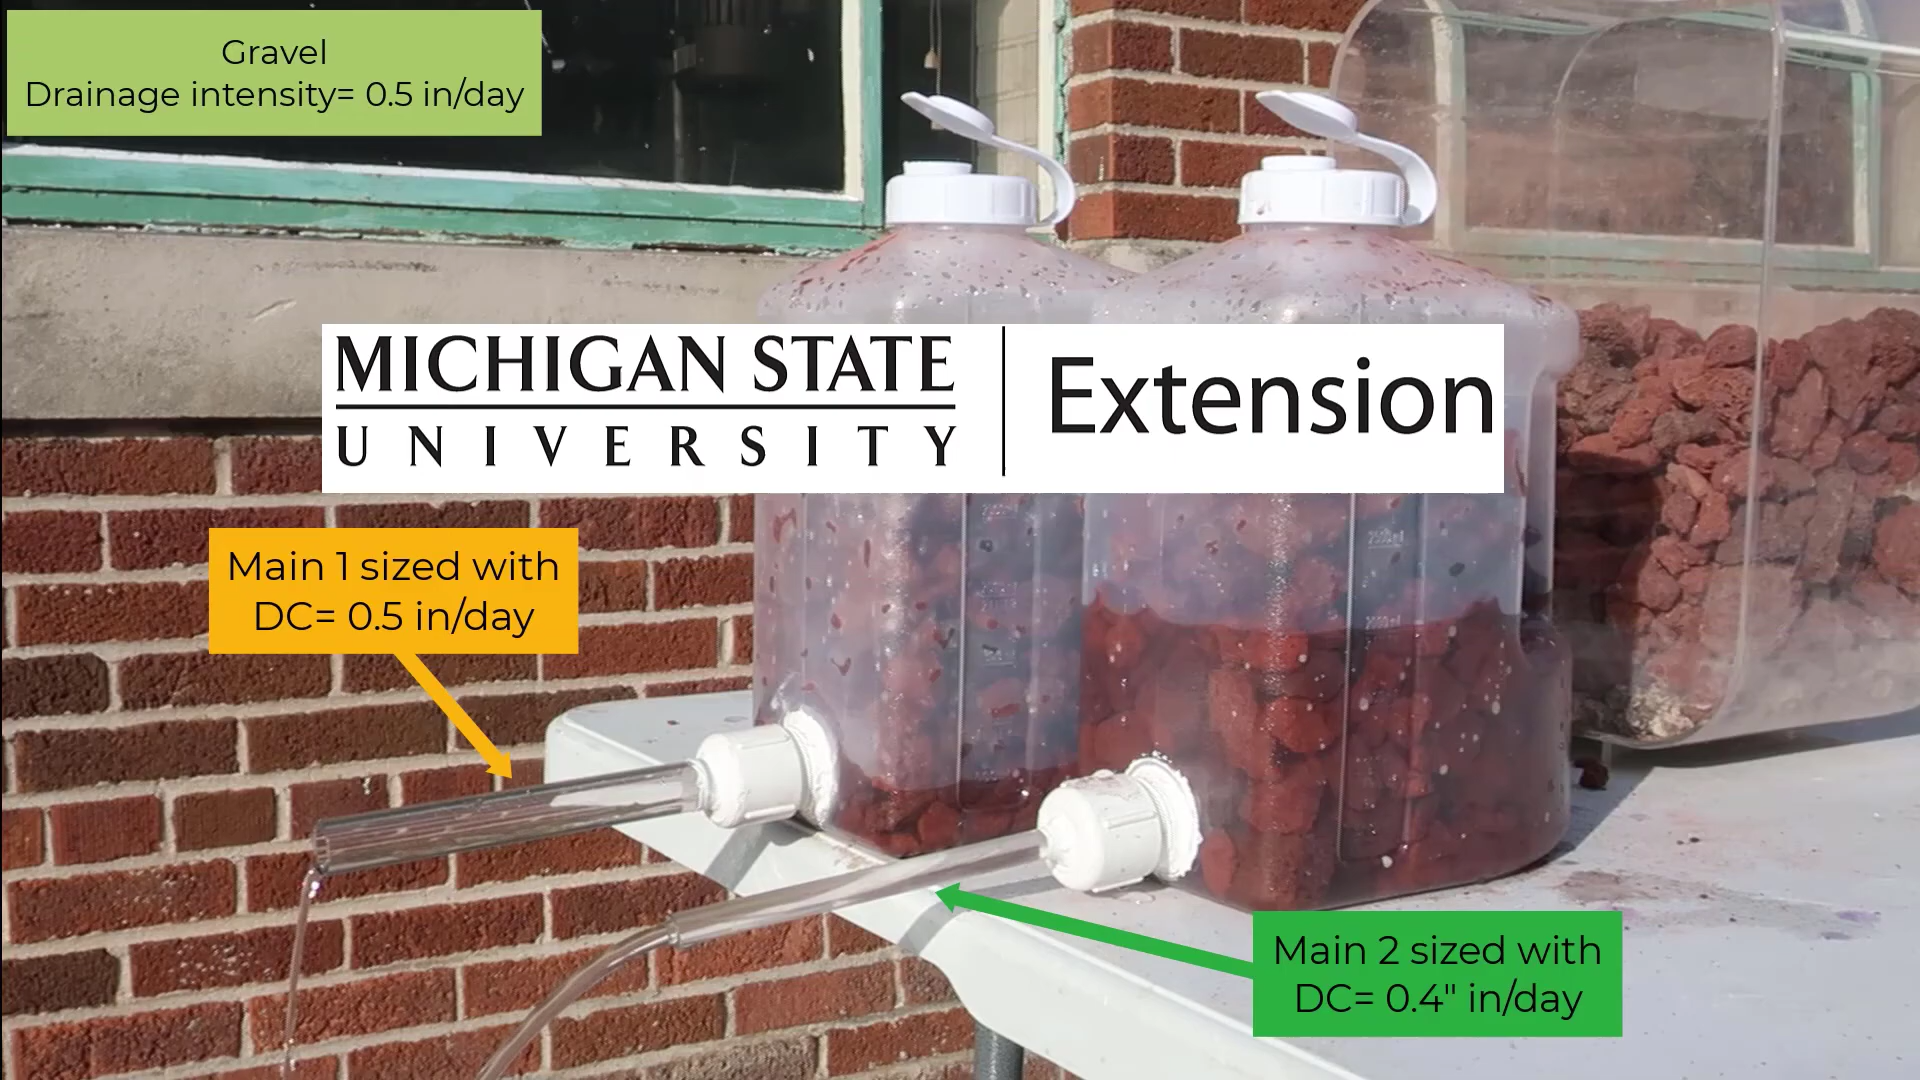 Gravel
Drainage intensity= 0.5 in/day
MICHIGAN STATE
UNIVERSITY
Extension
Main 1 sized with
DC= 0.5 in/day
Main 2 sized with
DC= 0.4" in/day